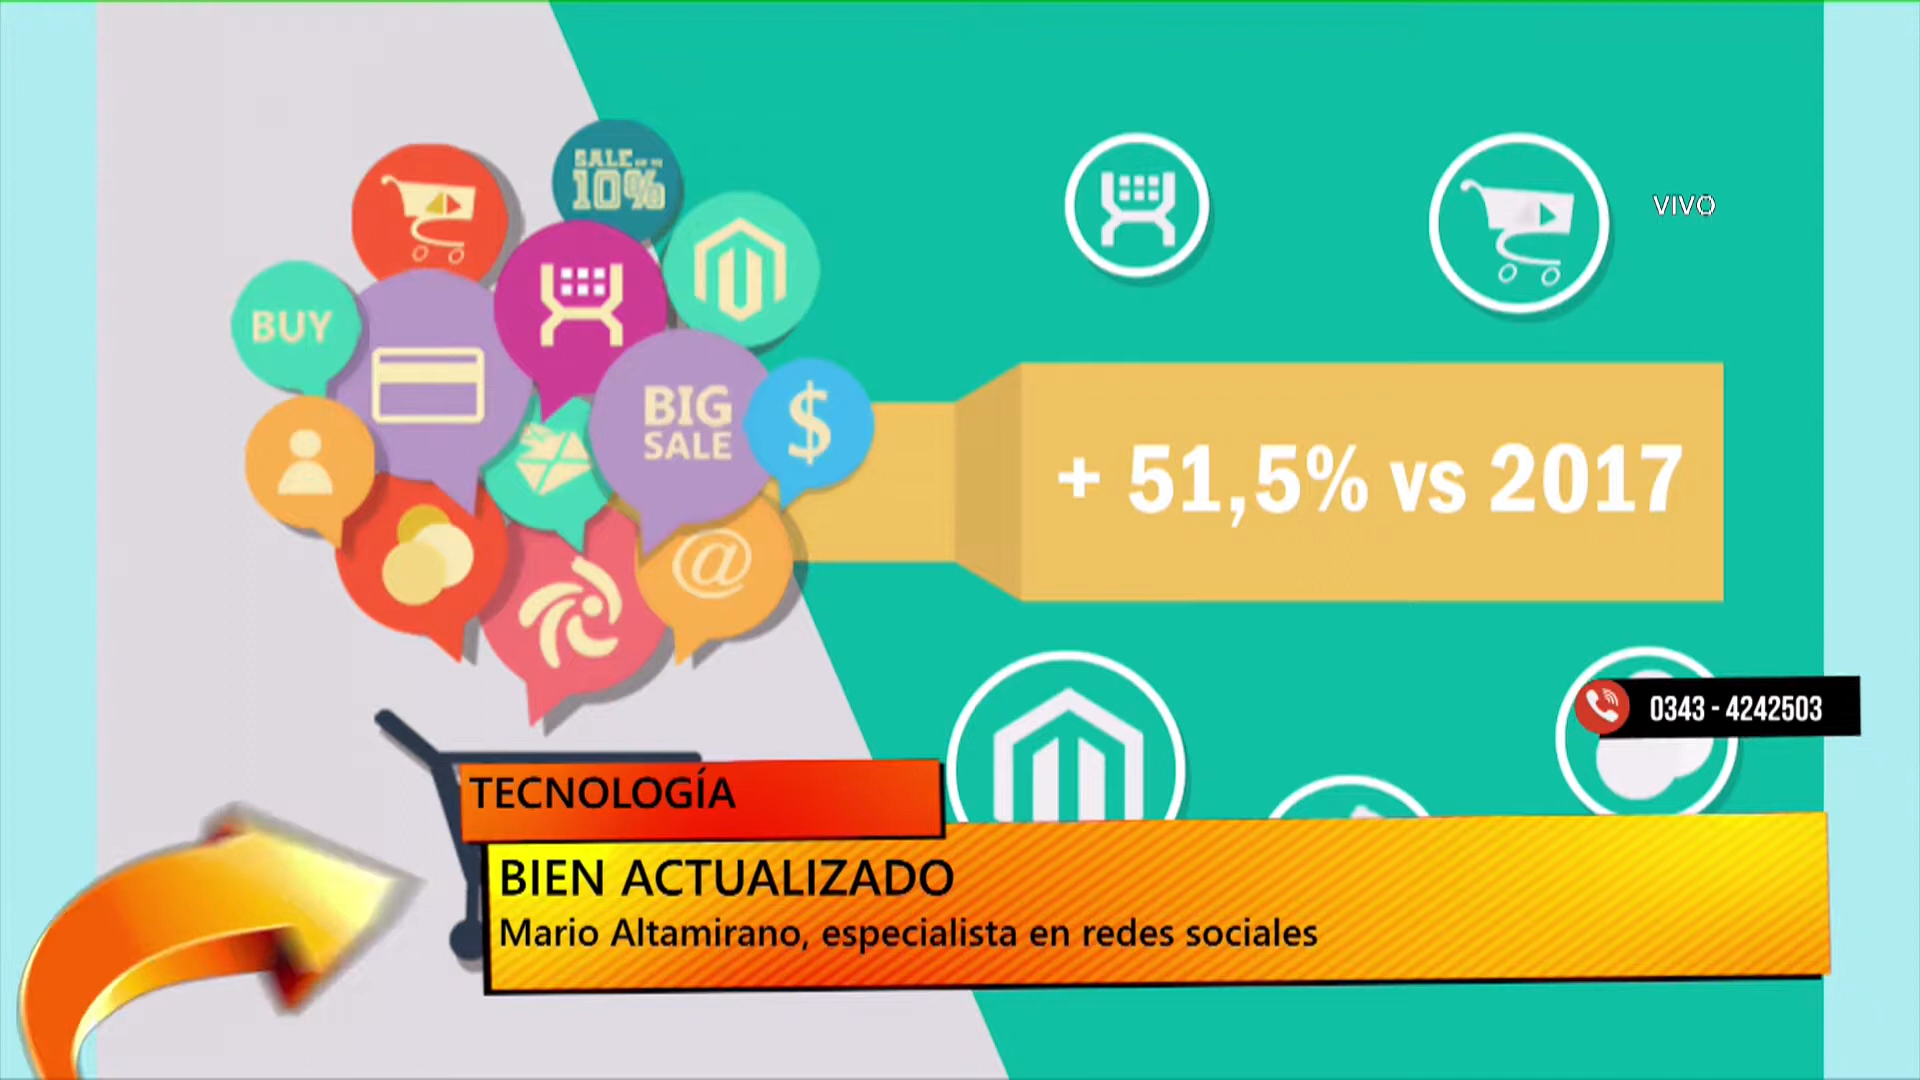 SALE
10%
BUY
BIG
SALE
$
@
+ 51,5% vs 2017
VIVO
0343 - 4242503
TECNOLOGÍA
BIEN ACTUALIZADO
Mario Altamirano, especialista en redes sociales